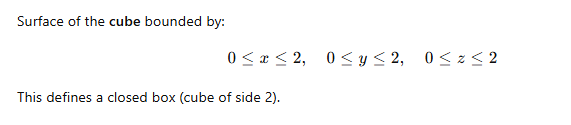 Surface of the cube bounded by:
0 ≤ x ≤ 2, 0 ≤ y ≤ 2, 0 ≤ z ≤ 2
This defines a closed box (cube of side 2).